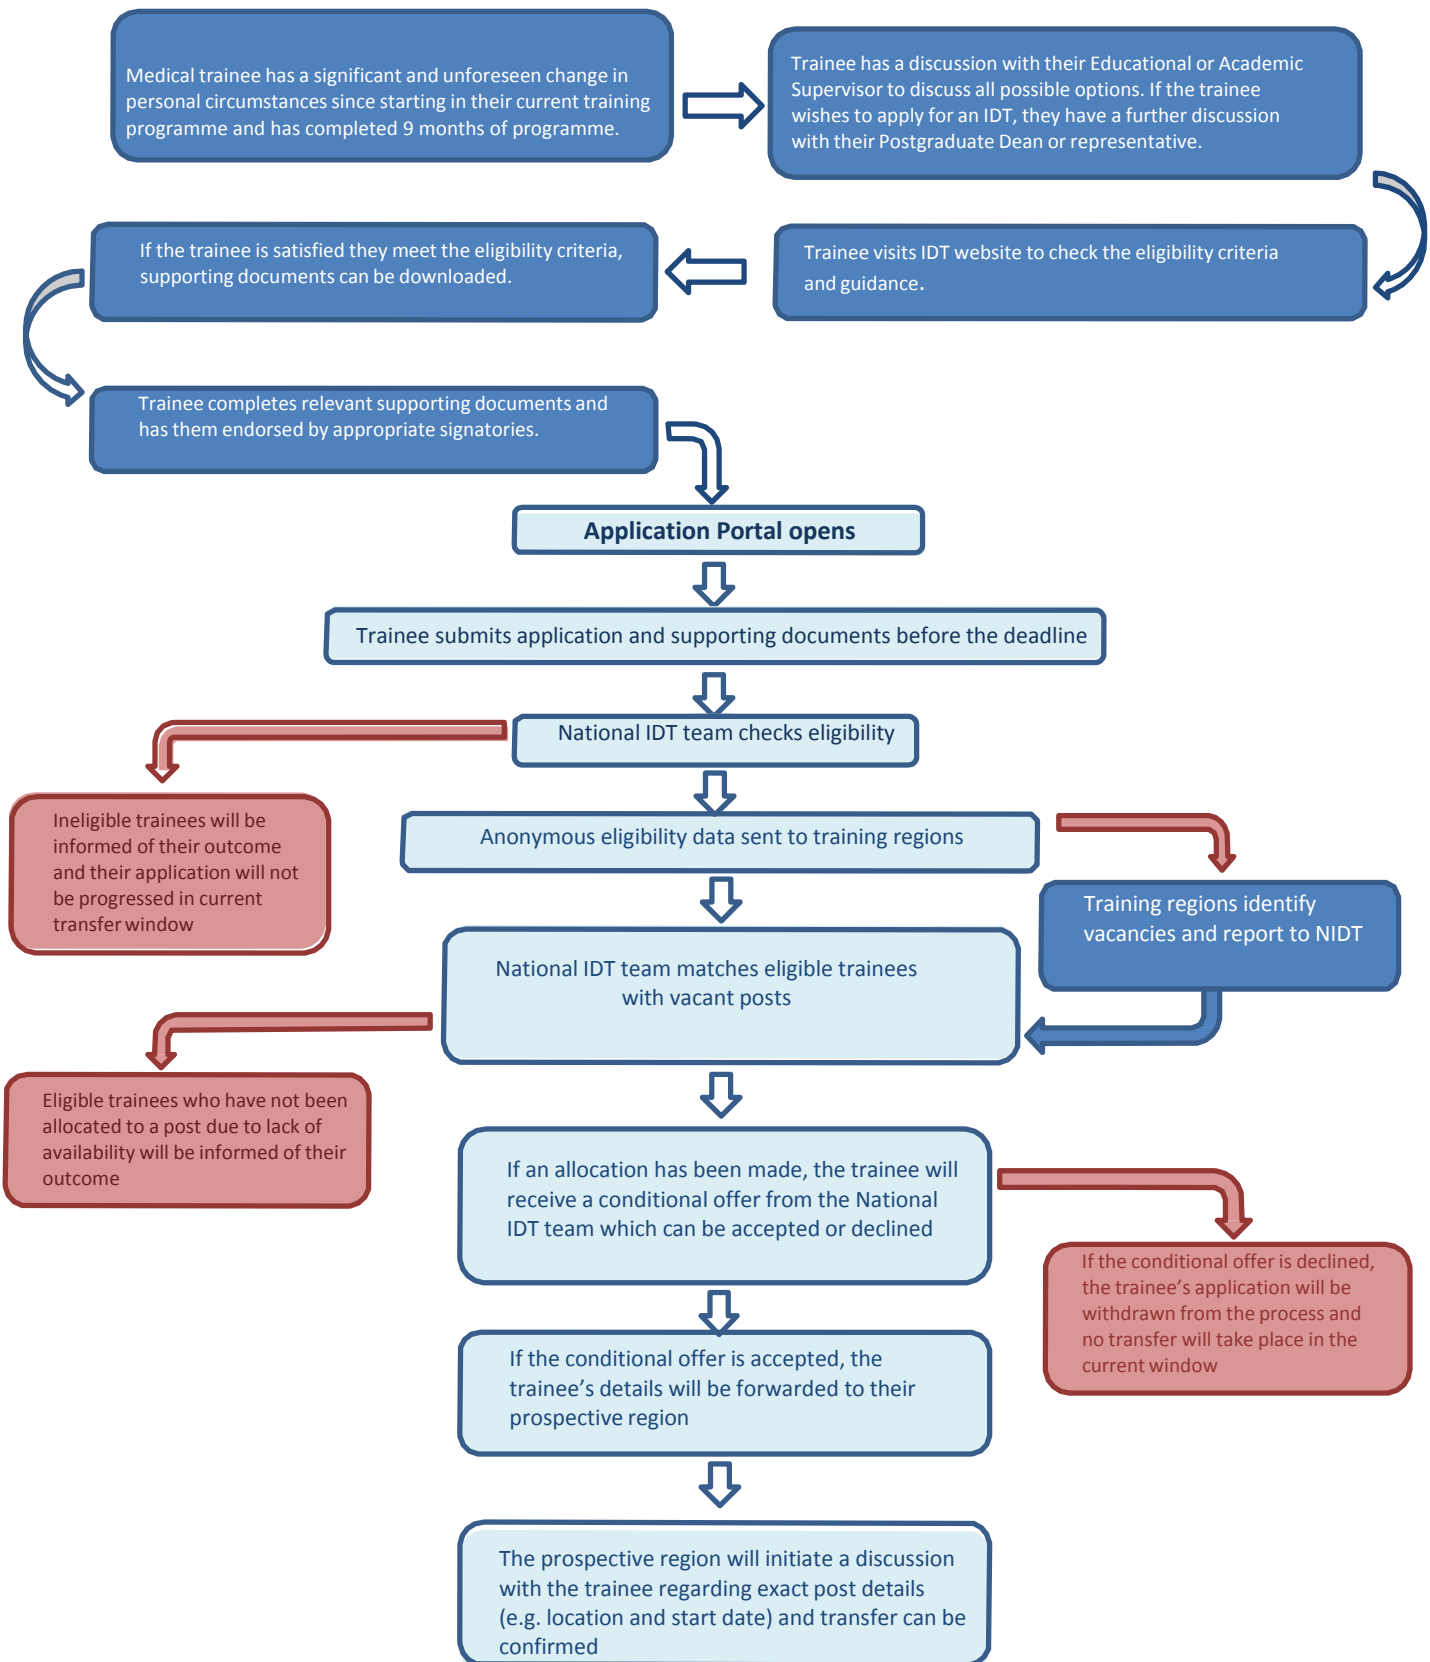 Medical trainee has a significant and unforeseen change in
personal circumstances since starting in their current training
programme and has completed 9 months of programme.
Trainee has a discussion with their Educational or Academic
Supervisor to discuss all possible options. If the trainee
wishes to apply for an IDT, they have a further discussion
with their Postgraduate Dean or representative.
Trainee visits IDT website to check the eligibility criteria
and guidance.
If the trainee is satisfied they meet the eligibility criteria,
supporting documents can be downloaded.
Trainee completes relevant supporting documents and
has them endorsed by appropriate signatories.
Application Portal opens
Trainee submits application and supporting documents before the deadline
National IDT team checks eligibility
Ineligible trainees will be
informed of their outcome
and their application will not
be progressed in current
transfer window
Anonymous eligibility data sent to training regions
Training regions identify
vacancies and report to NIDT
National IDT team matches eligible trainees
with vacant posts
Eligible trainees who have not been
allocated to a post due to lack of
availability will be informed of their
outcome
If an allocation has been made, the trainee will
receive a conditional offer from the National
IDT team which can be accepted or declined
If the conditional offer is declined,
the trainee’s application will be
withdrawn from the process and
no transfer will take place in the
current window
If the conditional offer is accepted, the
trainee’s details will be forwarded to their
prospective region
The prospective region will initiate a discussion
with the trainee regarding exact post details
(e.g. location and start date) and transfer can be
confirmed